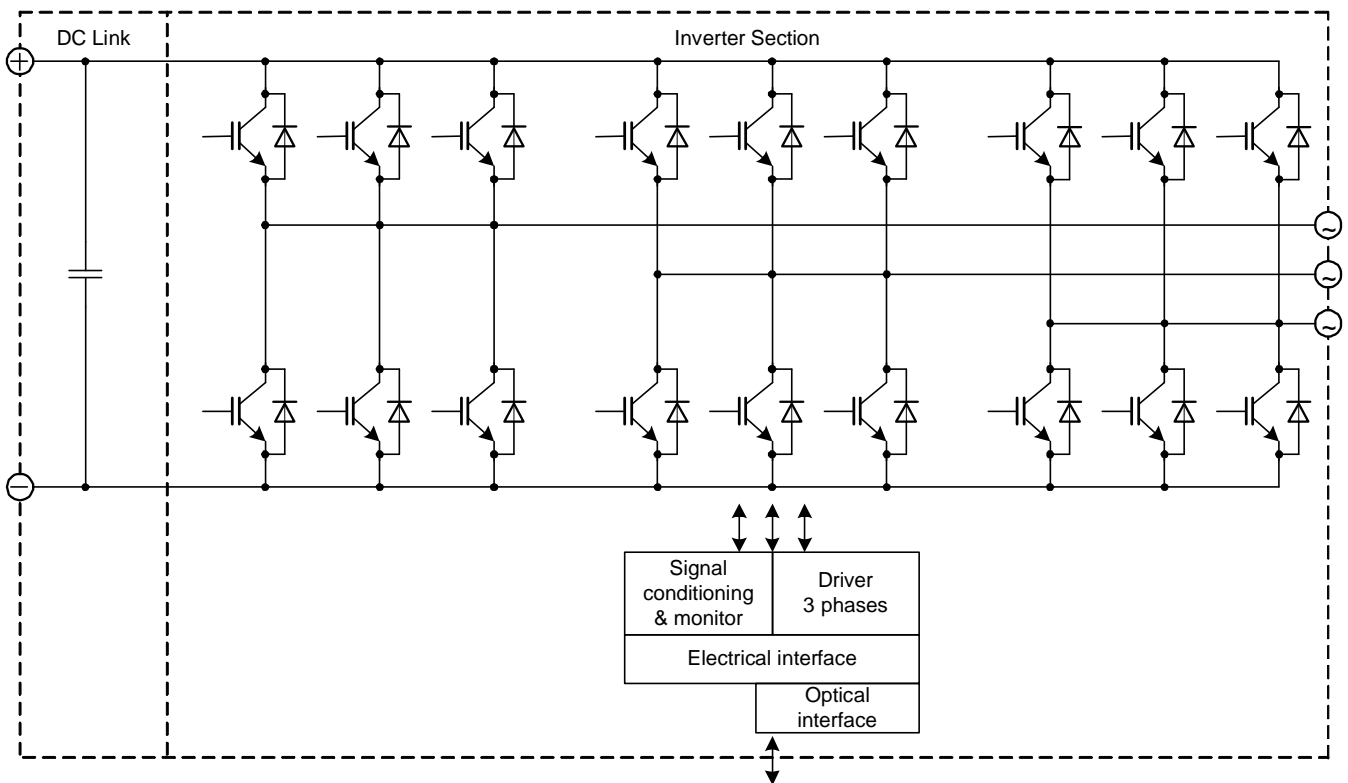 DC Link
Inverter Section
+
~
~
~
−
Signal
conditioning
& monitor
Driver
3 phases
Electrical interface
Optical
interface